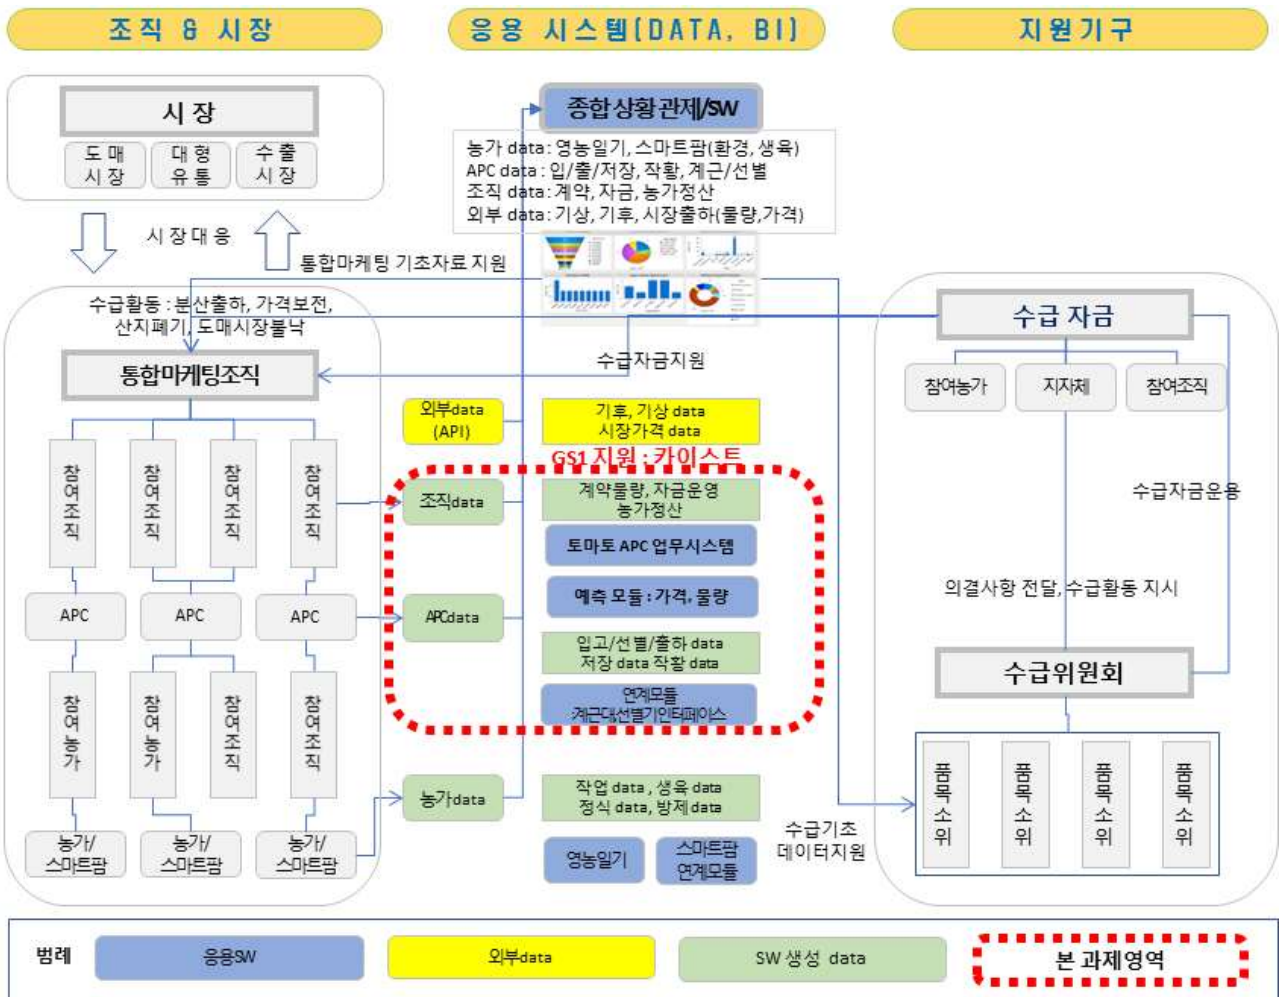 조직 & 시장
응용 시스템(DATA, BI)
지원기구
시 장
도매
시장
대형
유통
수출
시장
시장대응
종합상황관제/SW
농가 data : 영농일기, 스마트팜(환경, 생육)
APC data : 입/출/저장, 작황, 계근/선별
조직 data : 계약, 자금, 농가정산
외부 data : 기상, 기후, 시장출하(물량,가격)
통합마케팅 기초자료 지원
수급활동 : 분산출하, 가격보전,
산지폐기, 도매시장불낙
통합마케팅조직
참여조직
참여조직
참여조직
참여조직
APC
APC
APC
참여농가
참여농가
참여조직
참여조직
농가/
스마트팜
농가/
스마트팜
농가/
스마트팜
수급자금지원
외부data
(API)
기후, 기상 data
시장가격 data
GS1 지원 : 카이스트
조직data
계약물량, 자금운영
농가정산
토마토 APC 업무시스템
예측 모듈 : 가격, 물량
APCdata
입고/선별/출하 data
저장 data 작황 data
연계모듈
계근대,선별기인터페이스
농가data
작업 data , 생육 data
정식 data, 방제 data
영농일기
스마트팜
연계모듈
수급기초
데이터지원
수급 자금
참여농가
지자체
참여조직
수급자금운용
의결사항 전달, 수급활동 지시
수급위원회
품목소위
품목소위
품목소위
품목소위
범례
응용SW
외부data
SW 생성 data
본 과제영역